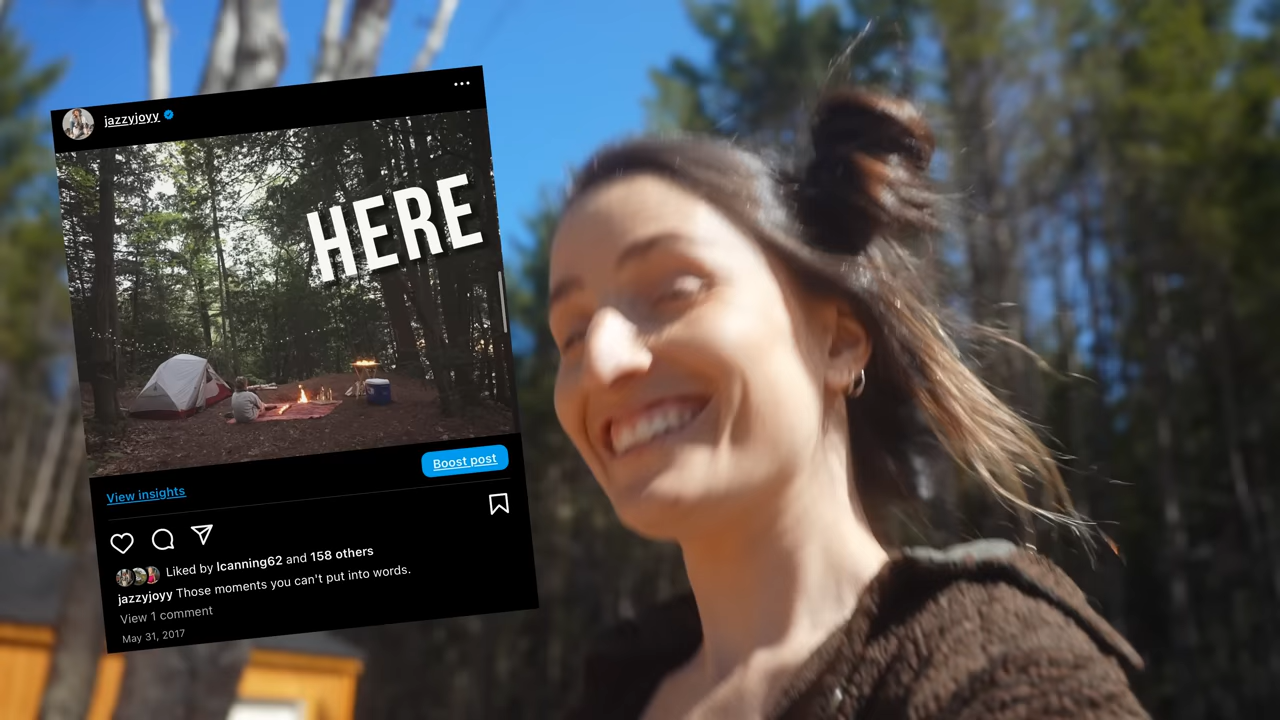 jazzyjoyy
HERE
View insights
Boost post
Liked by lcanning62 and 158 others
jazzyjoyy Those moments you can't put into words.
View 1 comment
May 31, 2017